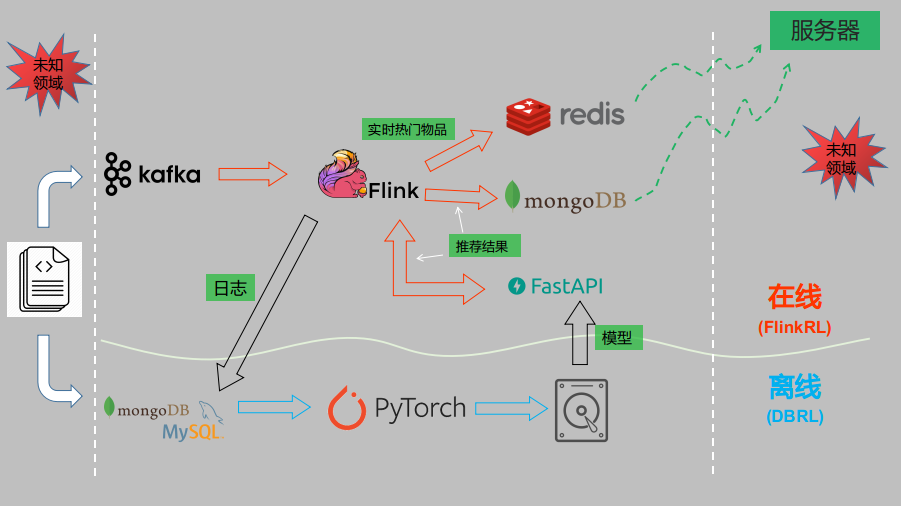 服务器
未知
领域
实时热门物品
redis
未知
领域
kafka
Flink
mongoDB
推荐结果
日志
FastAPI
在线
(FlinkRL)
模型
离线
(DBRL)
mongoDB
MySQL
PyTorch